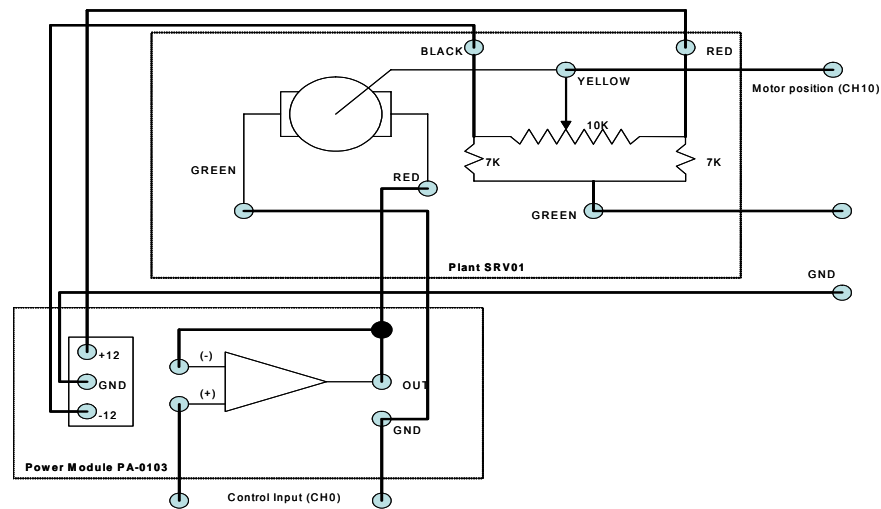 BLACK
RED
YELLOW
Motor position (CH10)
10K
7K
7K
GREEN
RED
GREEN
Plant SRV01
GND
+12
GND
-12
(-)
(+)
OUT
GND
Power Module PA-0103
Control Input (CH0)